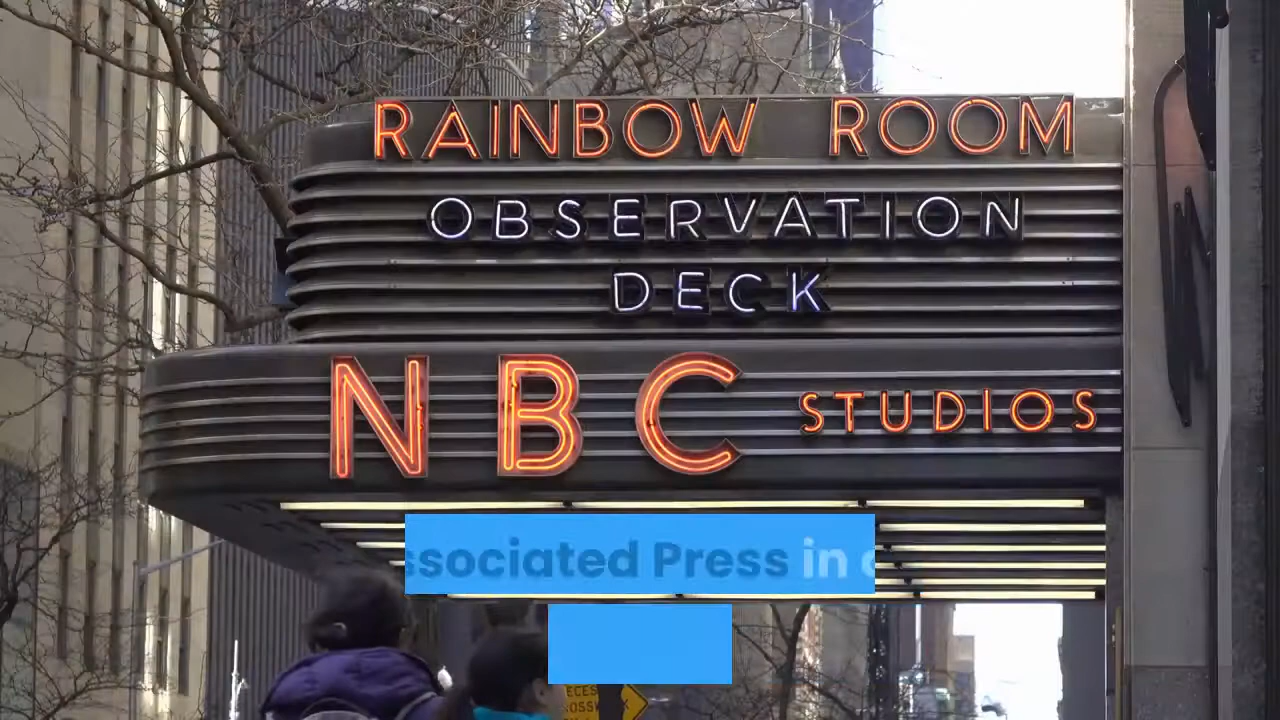 RAINBOW ROOM
OBSERVATION
DECK
NBC STUDIOS
ssociated Press in